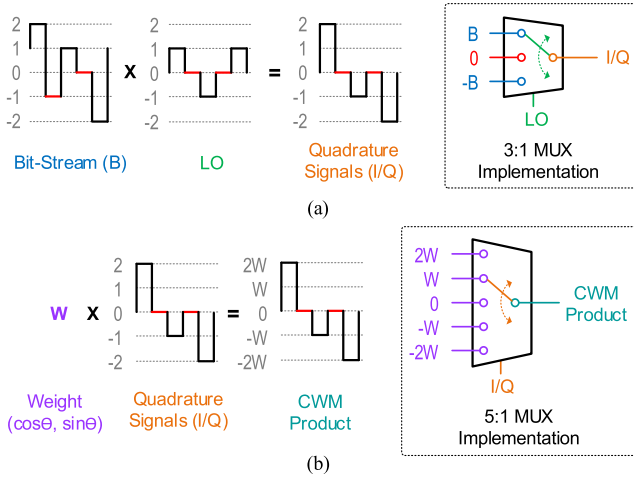 2
1
0
-1
-2
X
2
1
0
-1
-2
=
2
1
0
-1
-2
Bit-Stream (B)
LO
Quadrature
Signals (I/Q)
B
0
-B
I/Q
LO
3:1 MUX
Implementation
(a)
W
X
2
1
0
-1
-2
=
2W
W
0
-W
-2W
Weight
(cosϴ, sinϴ)
Quadrature
Signals (I/Q)
CWM
Product
2W
W
0
-W
-2W
CWM
Product
I/Q
5:1 MUX
Implementation
(b)